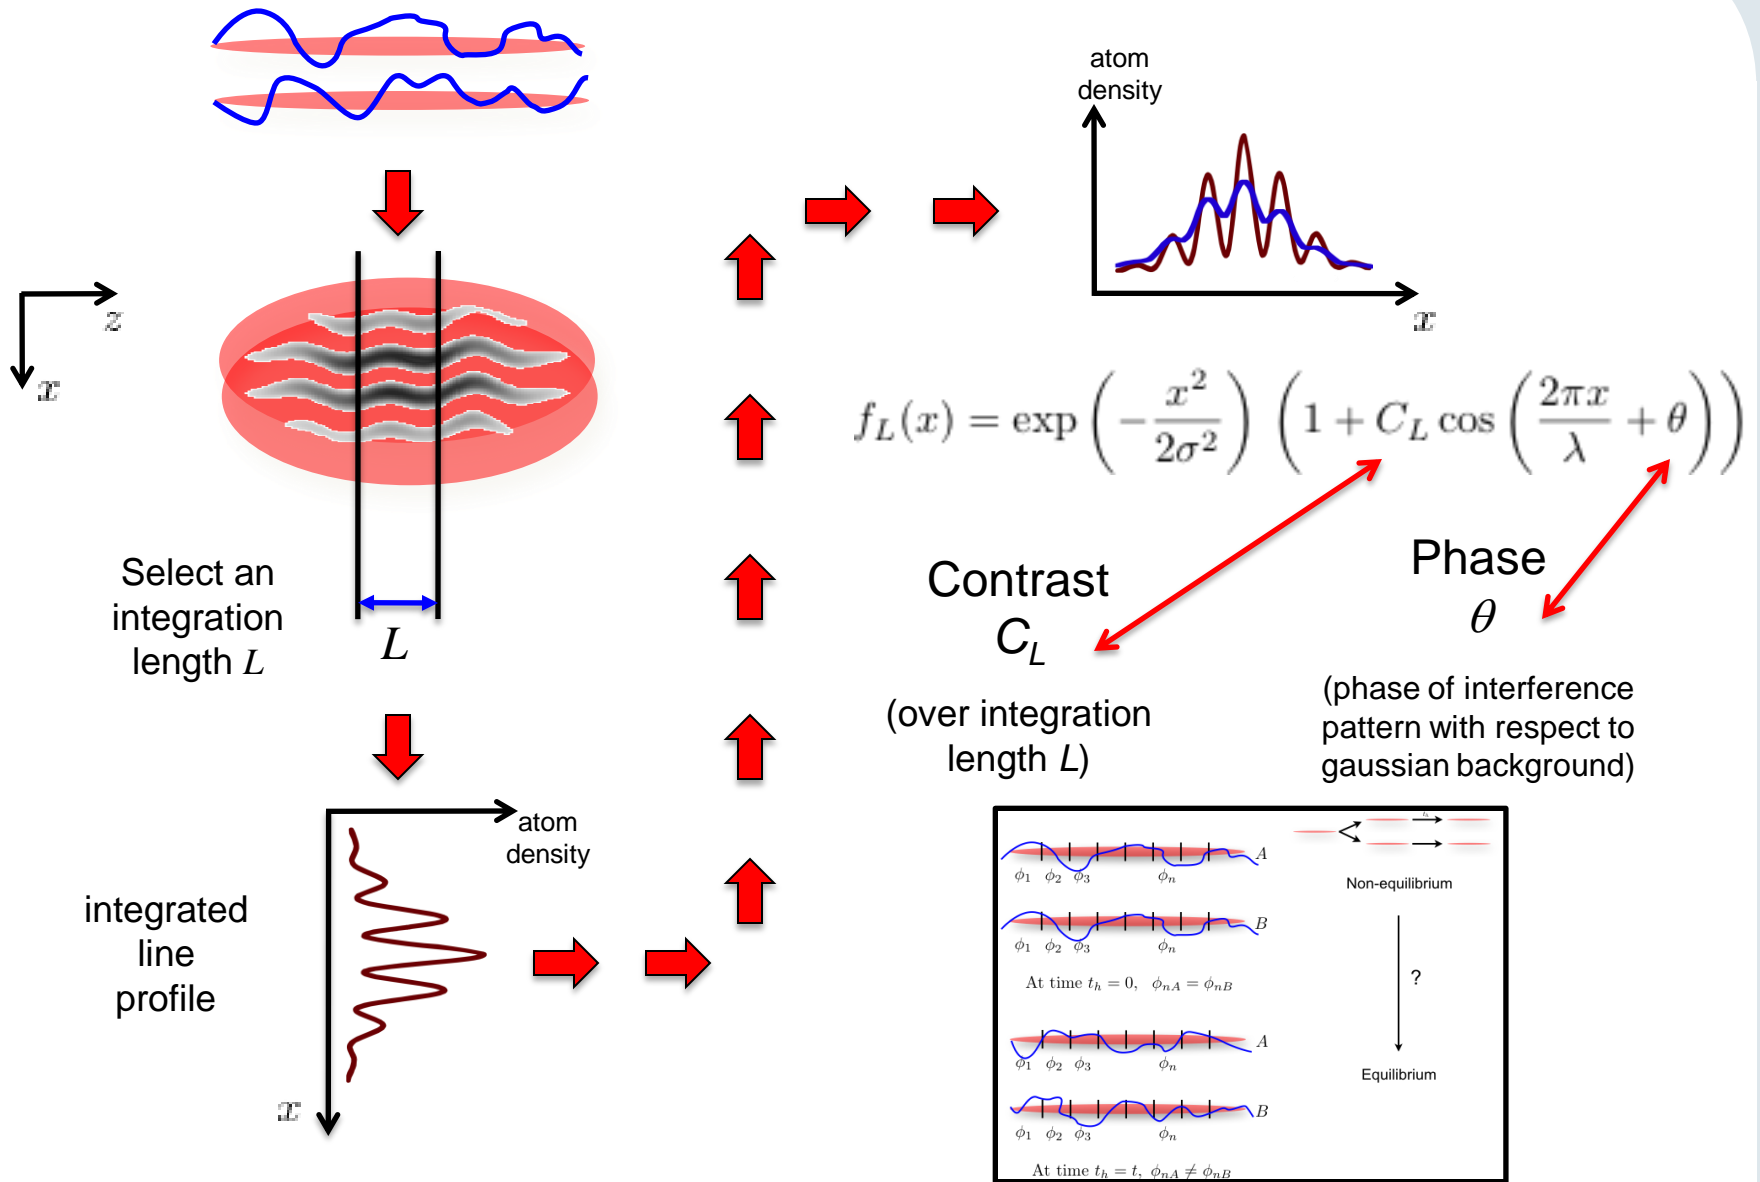 atom
density
x
z
x
f_L(x) = exp(−x²/2σ²) (1 + C_L cos(2πx/λ + θ))
Select an
integration
length L
L
Contrast
C_L
(over integration
length L)
Phase
θ
(phase of interference
pattern with respect to
gaussian background)
atom
density
integrated
line
profile
x
A
ϕ₁ ϕ₂ ϕ₃ ϕₙ
B
ϕ₁ ϕ₂ ϕ₃ ϕₙ
At time t_h = 0, ϕ_nA = ϕ_nB
A
ϕ₁ ϕ₂ ϕ₃ ϕₙ
B
ϕ₁ ϕ₂ ϕ₃ ϕₙ
At time t_h = t, ϕ_nA ≠ ϕ_nB
Non-equilibrium
?
Equilibrium